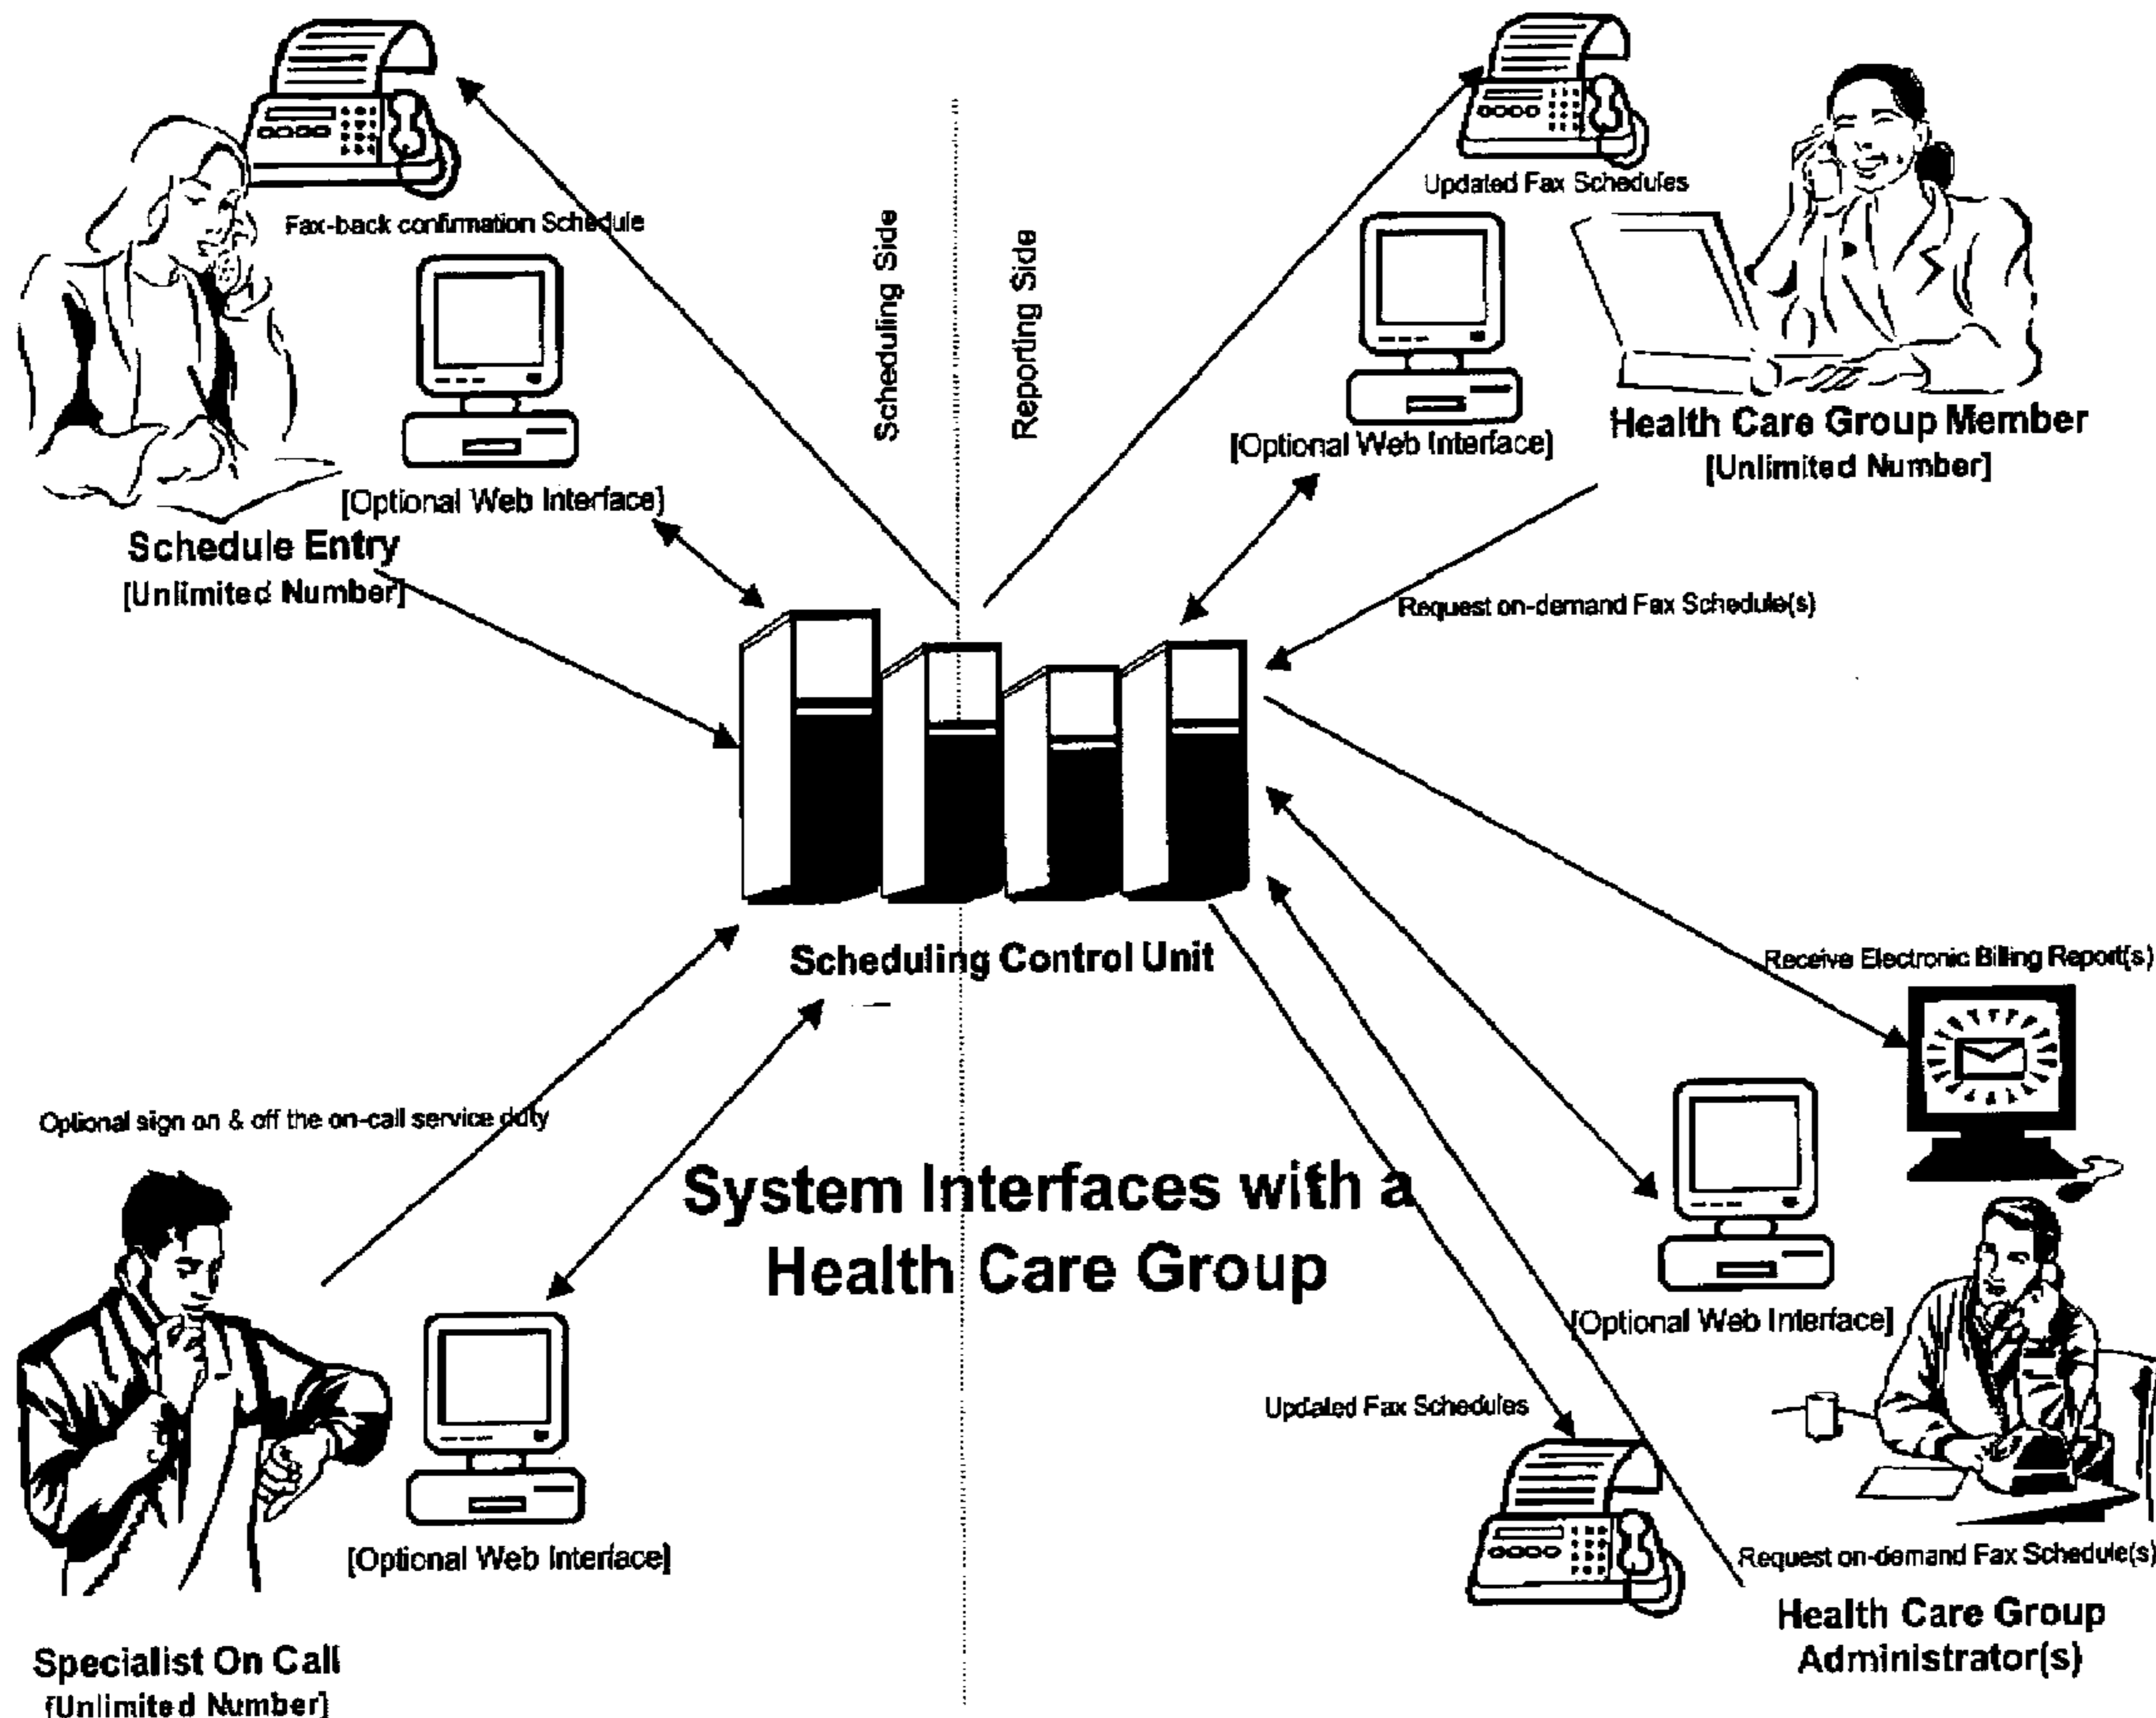 Fax-back confirmation Schedule
[Optional Web Interface]
Schedule Entry
[Unlimited Number]
Scheduling Side
Reporting Side
Updated Fax Schedules
[Optional Web Interface]
Health Care Group Member
[Unlimited Number]
Request on-demand Fax Schedule(s)
Scheduling Control Unit
Receive Electronic Billing Report(s)
Optional sign on & off the on-call service duty
System Interfaces with a
Health Care Group
[Optional Web Interface]
Updated Fax Schedules
[Optional Web Interface]
Request on-demand Fax Schedule(s)
Health Care Group
Administrator(s)
Specialist On Call
[Unlimited Number]